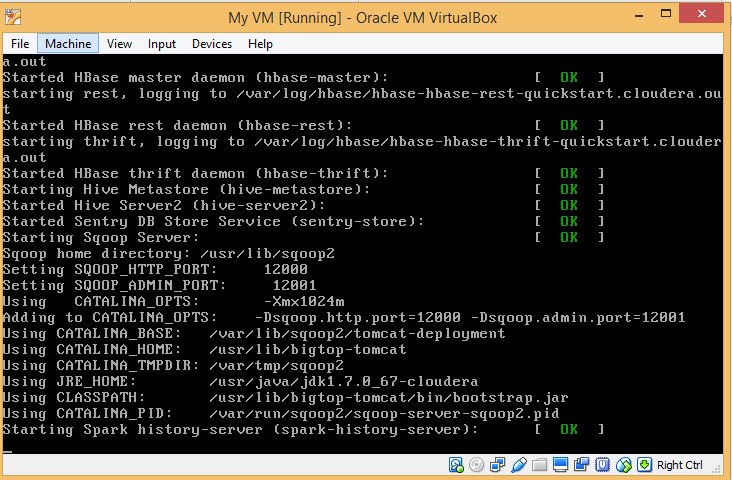 My VM [Running] - Oracle VM VirtualBox
File Machine View Input Devices Help
a.out
Started HBase master daemon (hbase-master): [ OK ]
starting rest, logging to /var/log/hbase/hbase-hbase-rest-quickstart.cloudera.ou
t
Started HBase rest daemon (hbase-rest): [ OK ]
starting thrift, logging to /var/log/hbase/hbase-hbase-thrift-quickstart.clouder
a.out
Started HBase thrift daemon (hbase-thrift): [ OK ]
Starting Hive Metastore (hive-metastore): [ OK ]
Started Hive Server2 (hive-server2): [ OK ]
Started Sentry DB Store Service (sentry-store): [ OK ]
Starting Sqoop Server: [ OK ]
Sqoop home directory: /usr/lib/sqoop2
Setting SQOOP_HTTP_PORT: 12000
Setting SQOOP_ADMIN_PORT: 12001
Using CATALINA_OPTS: -Xmx1024m
Adding to CATALINA_OPTS: -Dsqoop.http.port=12000 -Dsqoop.admin.port=12001
Using CATALINA_BASE: /var/lib/sqoop2/tomcat-deployment
Using CATALINA_HOME: /usr/lib/bigtop-tomcat
Using CATALINA_TMPDIR: /var/tmp/sqoop2
Using JRE_HOME: /usr/java/jdk1.7.0_67-cloudera
Using CLASSPATH: /usr/lib/bigtop-tomcat/bin/bootstrap.jar
Using CATALINA_PID: /var/run/sqoop2/sqoop-server-sqoop2.pid
Starting Spark history-server (spark-history-server): [ OK ]
Right Ctrl